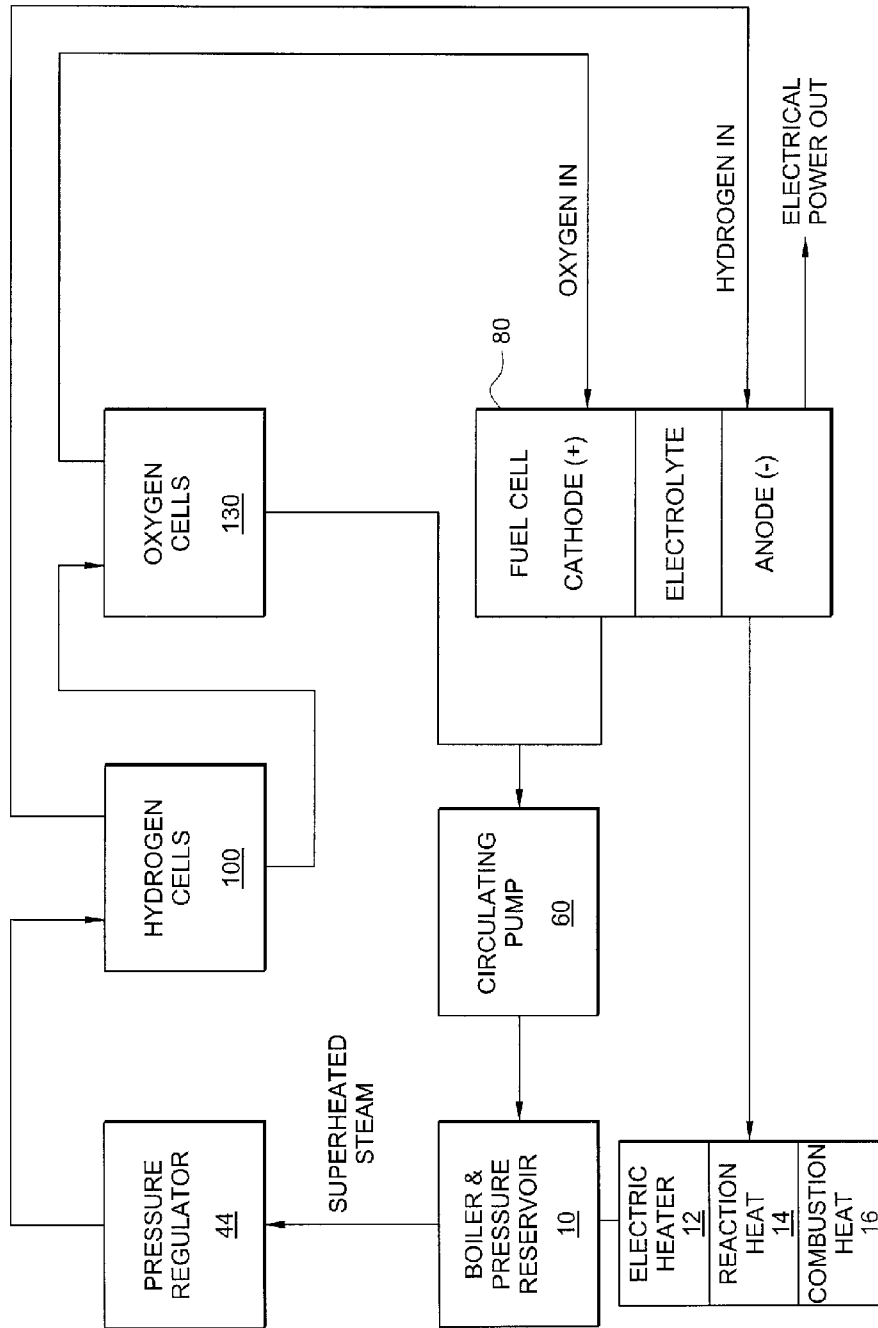 PRESSURE
REGULATOR
44
HYDROGEN
CELLS
100
OXYGEN
CELLS
130
SUPERHEATED
STEAM
BOILER &
PRESSURE
RESERVOIR
10
CIRCULATING
PUMP
60
80
FUEL CELL
CATHODE (+)
ELECTROLYTE
ANODE (-)
OXYGEN IN
HYDROGEN IN
ELECTRICAL
POWER OUT
ELECTRIC
HEATER
12
REACTION
HEAT
14
COMBUSTION
HEAT
16